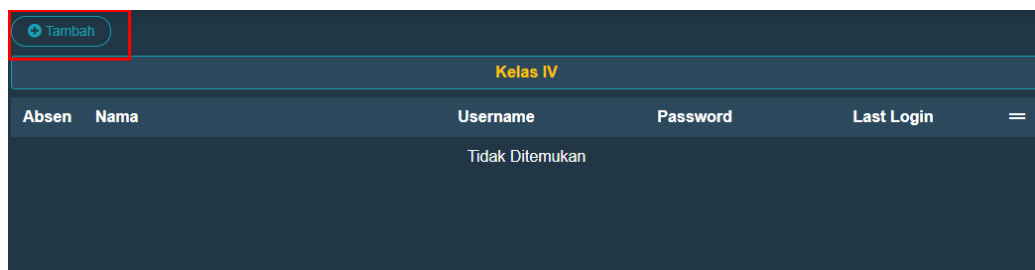 Tambah
Kelas IV
Absen Nama Username Password Last Login
Tidak Ditemukan